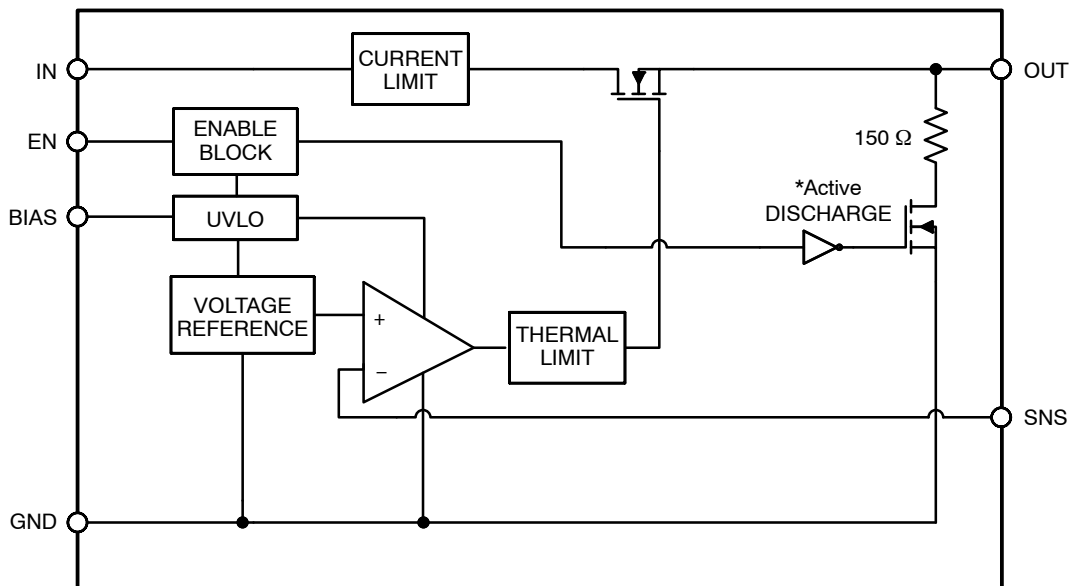 IN
CURRENT
LIMIT
OUT
EN
ENABLE
BLOCK
150 Ω
*Active
DISCHARGE
BIAS
UVLO
VOLTAGE
REFERENCE
+
−
THERMAL
LIMIT
SNS
GND